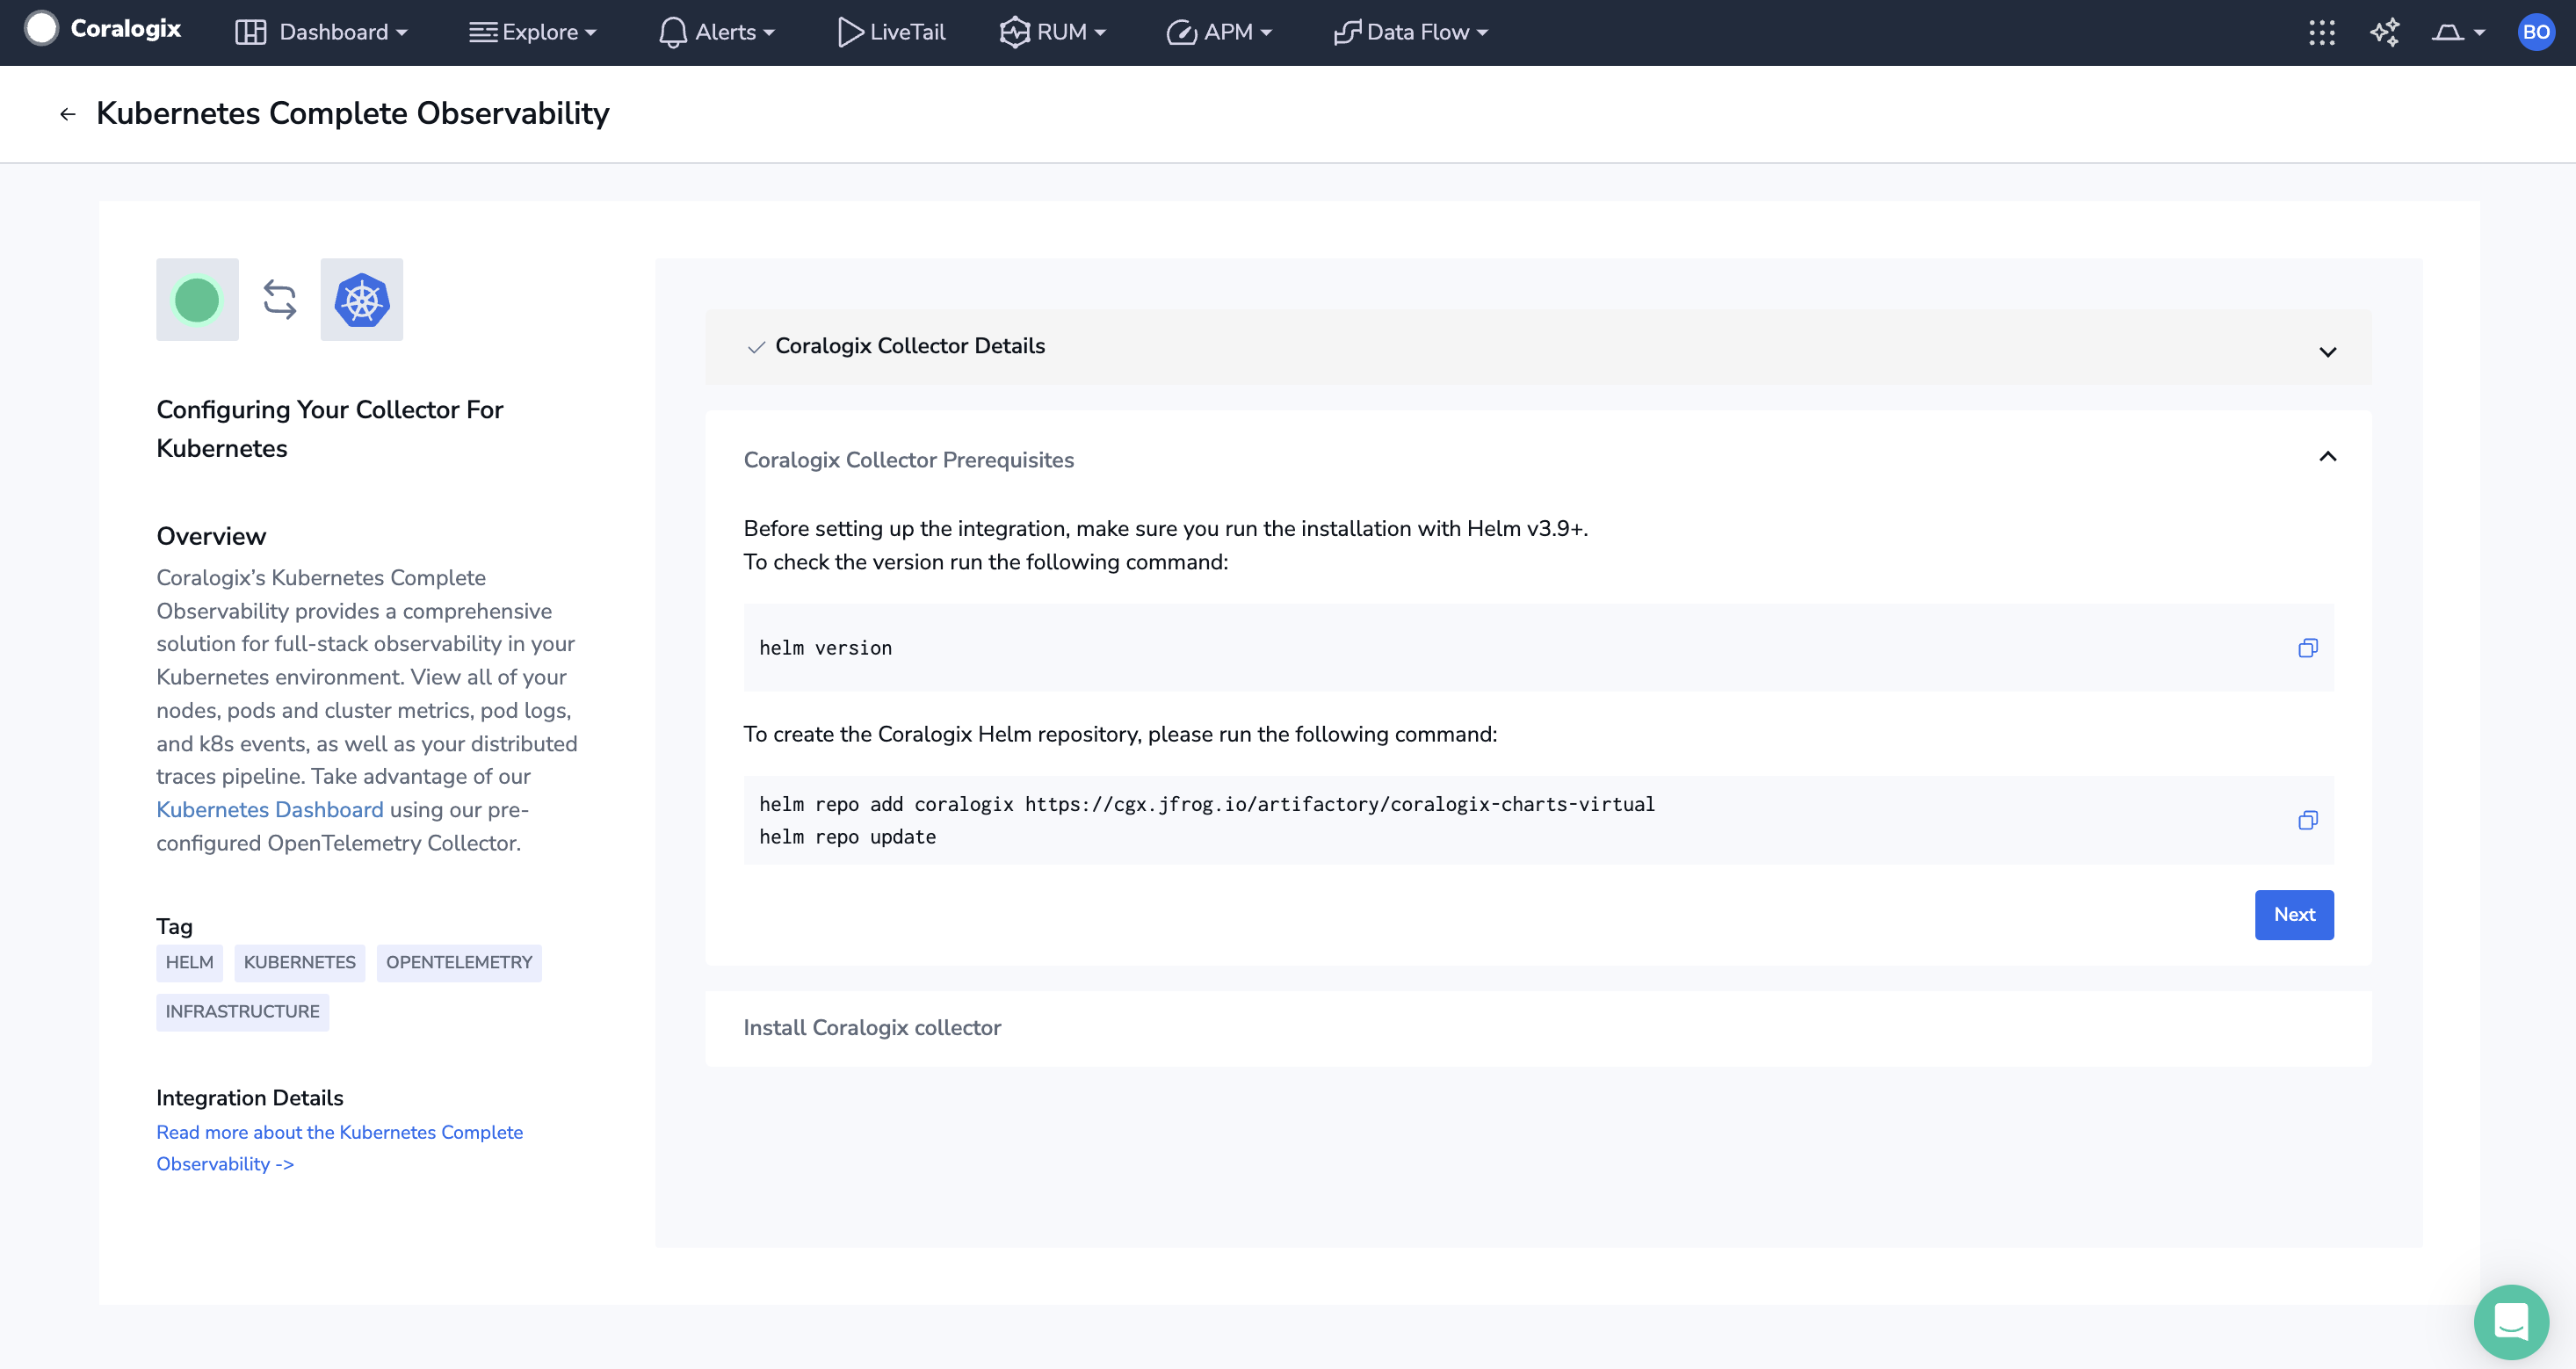 Coralogix
Dashboard
Explore
Alerts
LiveTail
RUM
APM
Data Flow
BO
Kubernetes Complete Observability
Configuring Your Collector For
Kubernetes
Overview
Coralogix’s Kubernetes Complete
Observability provides a comprehensive
solution for full-stack observability in your
Kubernetes environment. View all of your
nodes, pods and cluster metrics, pod logs,
and k8s events, as well as your distributed
traces pipeline. Take advantage of our
Kubernetes Dashboard using our pre-
configured OpenTelemetry Collector.
Tag
HELM
KUBERNETES
OPENTELEMETRY
INFRASTRUCTURE
Integration Details
Read more about the Kubernetes Complete
Observability ->
Coralogix Collector Details
Coralogix Collector Prerequisites
Before setting up the integration, make sure you run the installation with Helm v3.9+.
To check the version run the following command:
helm version
To create the Coralogix Helm repository, please run the following command:
helm repo add coralogix https://cgx.jfrog.io/artifactory/coralogix-charts-virtual
helm repo update
Next
Install Coralogix collector